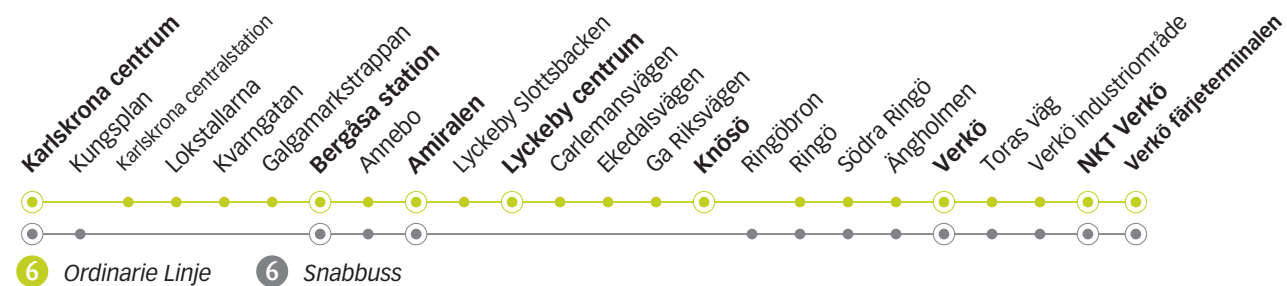 Karlskrona centrum
Kungsplan
Karlskrona centralstation
Lokstallarna
Kvarngatan
Galgamarkstrappan
Bergåsa station
Annebo
Amiralen
Lyckeby Slottsbacken
Lyckeby centrum
Carlemansvägen
Ekedalsvägen
Ga Riksvägen
Knösö
Ringöbron
Ringö
Södra Ringö
Ängholmen
Verkö
Toras väg
Verkö industriområde
NKT Verkö
Verkö färjeterminalen
6 Ordinarie Linje 6 Snabbuss